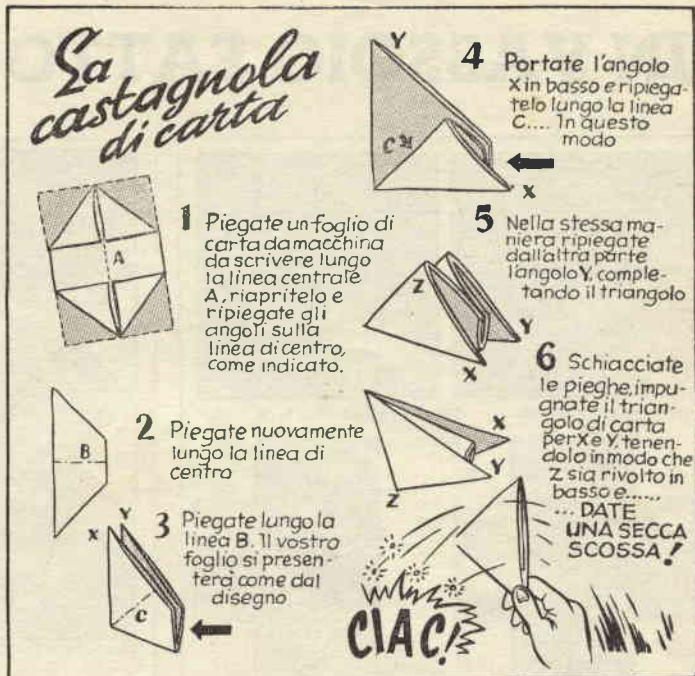 La
castagnola
di carta
A
1 Piegate un foglio di
carta da macchina
da scrivere lungo
la linea centrale
A, riapritelo e
ripiegate gli
angoli sulla
linea di centro,
come indicato.
B
2 Piegate nuovamente
lungo la linea di
centro
X Y
C
3 Piegate lungo la
linea B. Il vostro
foglio si presen-
terà come dal
disegno
Y
C
X
4 Portate l'angolo
X in basso e ripiega-
telo lungo la linea
C.... In questo
modo
Z
Y
X
5 Nella stessa ma-
niera ripiegate
dall'altra parte
l'angolo Y, comple-
tando il triangolo
X
Y
Z
6 Schiacciate
le pieghe, impu-
gnate il trian-
golo di carta
per X e Y, tenen-
dolo in modo che
Z sia rivolto in
basso e......
... DATE
UNA SECCA
SCOSSA!
CIAC!